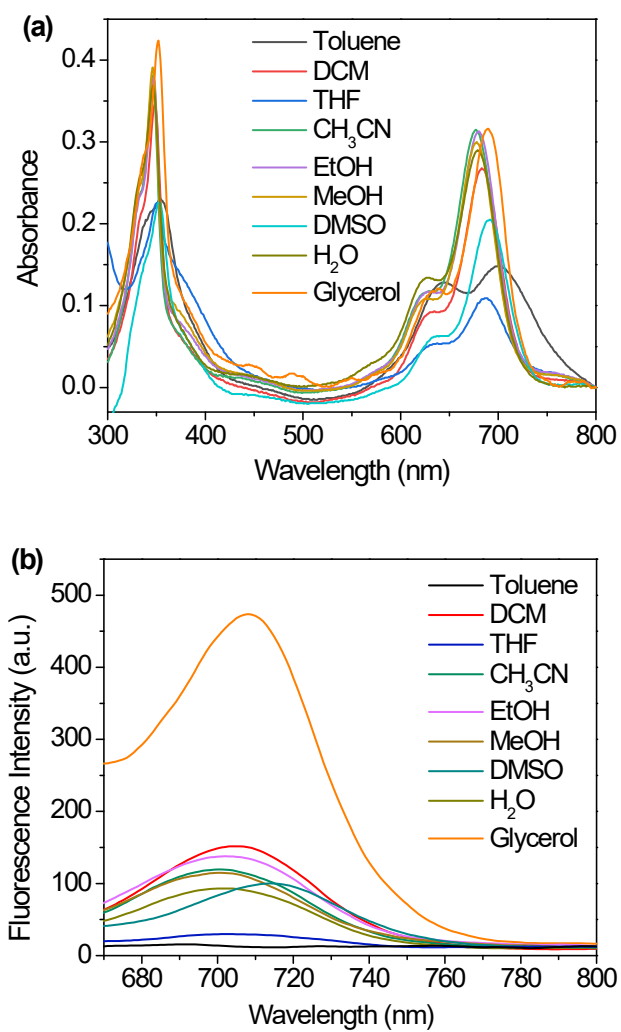 (a)
Toluene
DCM
THF
CH₃CN
EtOH
MeOH
DMSO
H₂O
Glycerol
Absorbance
0.4
0.3
0.2
0.1
0.0
300 400 500 600 700 800
Wavelength (nm)
(b)
Toluene
DCM
THF
CH₃CN
EtOH
MeOH
DMSO
H₂O
Glycerol
Fluorescence Intensity (a.u.)
500
400
300
200
100
0
680 700 720 740 760 780 800
Wavelength (nm)